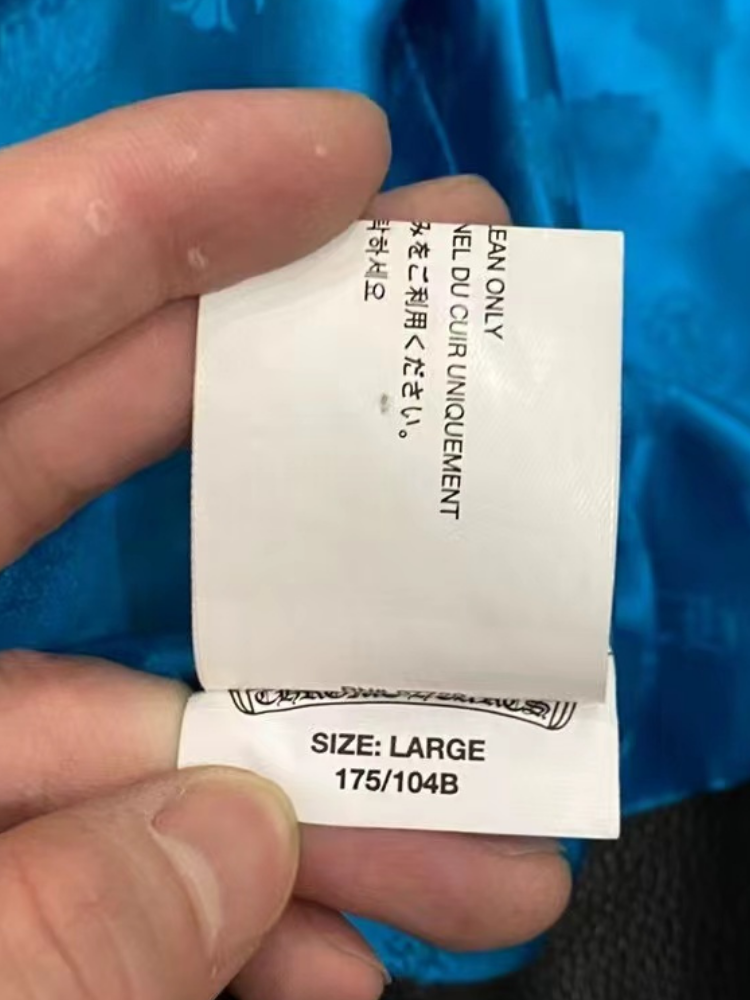 EAN ONLY
NEL DU CUIR UNIQUEMENT
みをご利用ください。
탁하세요
SIZE: LARGE
175/104B